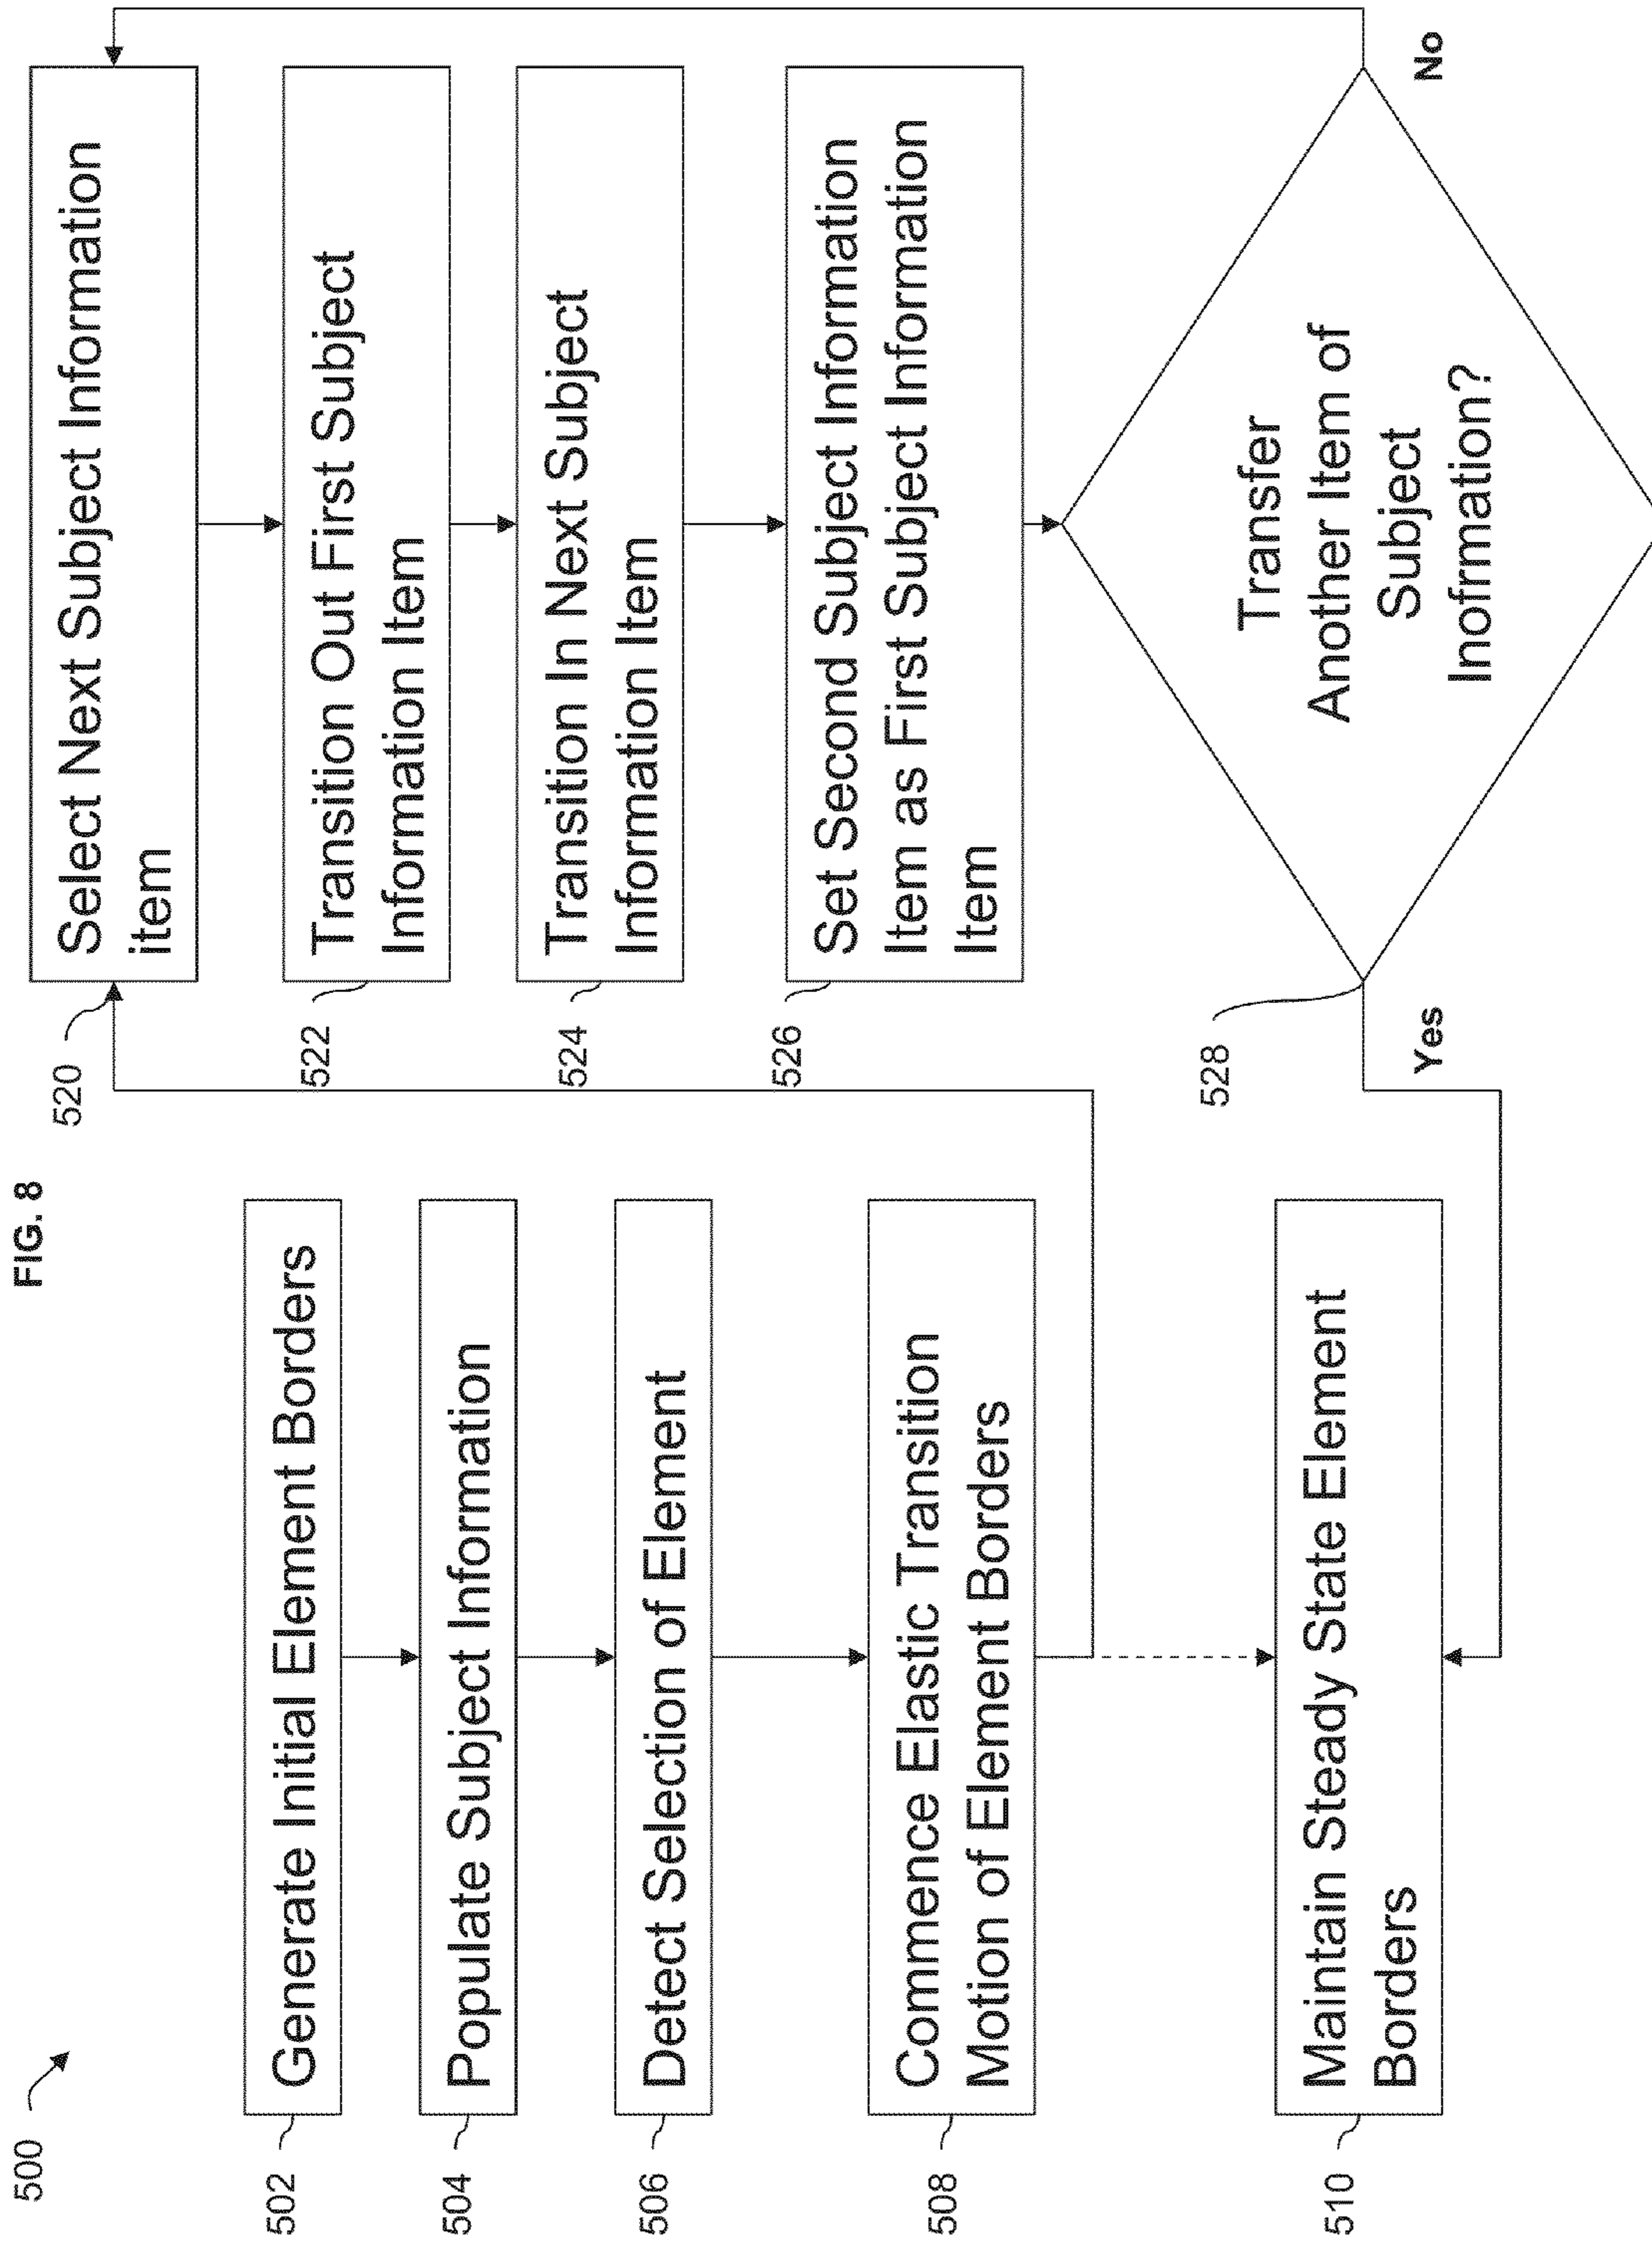 FIG. 8
500
502
Generate Initial Element Borders
504
Populate Subject Information
506
Detect Selection of Element
508
Commence Elastic Transition
Motion of Element Borders
510
Maintain Steady State Element
Borders
520
Select Next Subject Information
item
522
Transition Out First Subject
Information Item
524
Transition In Next Subject
Information Item
526
Set Second Subject Information
Item as First Subject Information
Item
528
Transfer
Another Item of
Subject
Inofrmation?
Yes
No